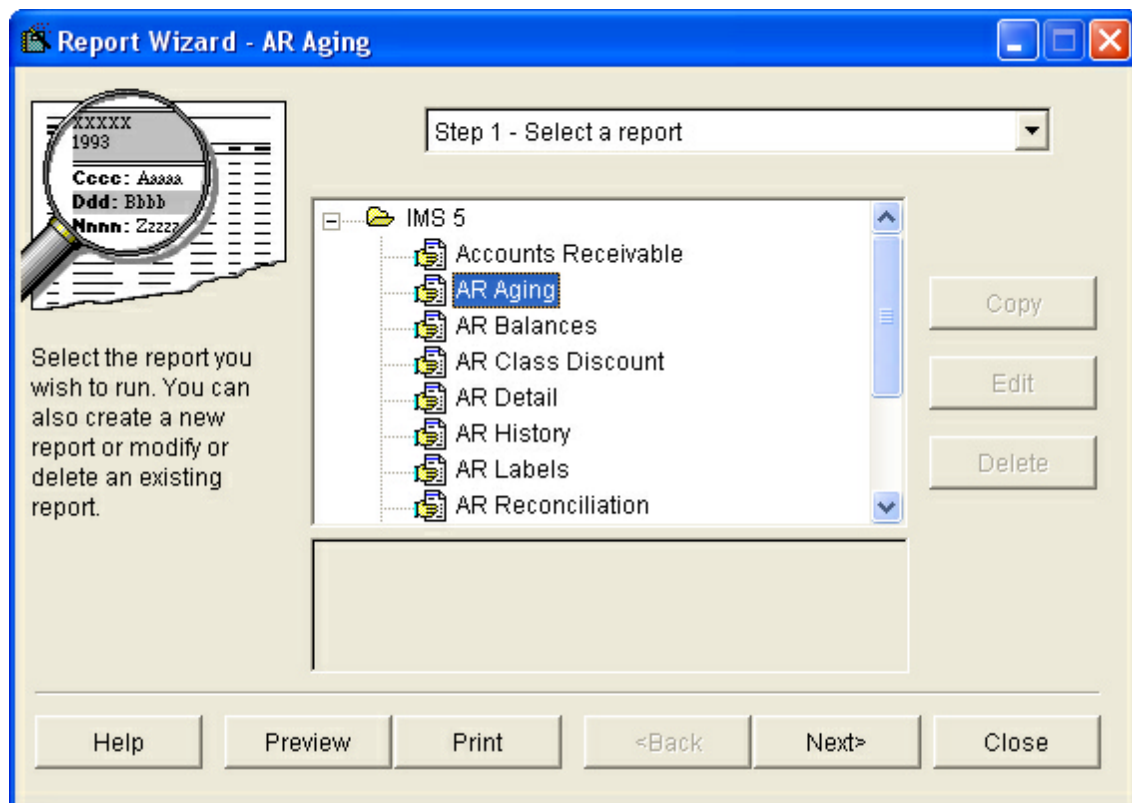 Report Wizard - AR Aging
XXXXX
1993
Cccc: Aaaaa
Ddd: Bbbb
Nnnn: Zzzzz
Step 1 - Select a report
IMS 5
Accounts Receivable
AR Aging
AR Balances
AR Class Discount
AR Detail
AR History
AR Labels
AR Reconciliation
Select the report you
wish to run. You can
also create a new
report or modify or
delete an existing
report.
Copy
Edit
Delete
Help
Preview
Print
<Back
Next>
Close